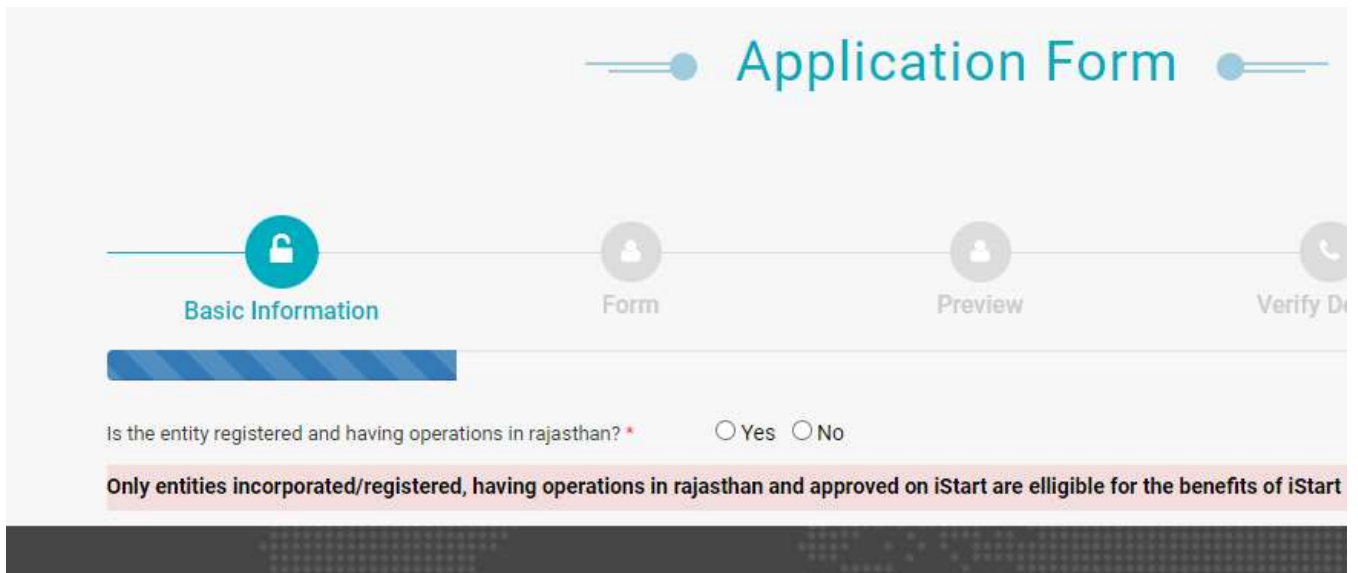 Application Form
Basic Information
Form
Preview
Verify
Is the entity registered and having operations in rajasthan? *
Yes No
Only entities incorporated/registered, having operations in rajasthan and approved on iStart are elligible for the benefits of iStart